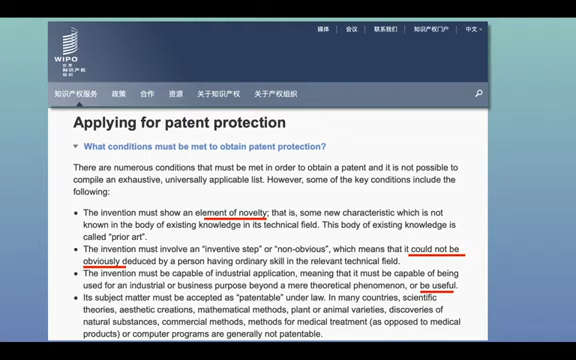 媒体 会议 联系我们 知识产权门户 中文
WIPO
世界
知识产权
组织
知识产权服务 政策 合作 资源 关于知识产权 关于产权组织
Applying for patent protection
What conditions must be met to obtain patent protection?
There are numerous conditions that must be met in order to obtain a patent and it is not possible to
compile an exhaustive, universally applicable list. However, some of the key conditions include the
following:
The invention must show an element of novelty; that is, some new characteristic which is not
known in the body of existing knowledge in its technical field. This body of existing knowledge is
called “prior art”.
The invention must involve an “inventive step” or “non-obvious”, which means that it could not be
obviously deduced by a person having ordinary skill in the relevant technical field.
The invention must be capable of industrial application, meaning that it must be capable of being
used for an industrial or business purpose beyond a mere theoretical phenomenon, or be useful.
Its subject matter must be accepted as “patentable” under law. In many countries, scientific
theories, aesthetic creations, mathematical methods, plant or animal varieties, discoveries of
natural substances, commercial methods, methods for medical treatment (as opposed to medical
products) or computer programs are generally not patentable.